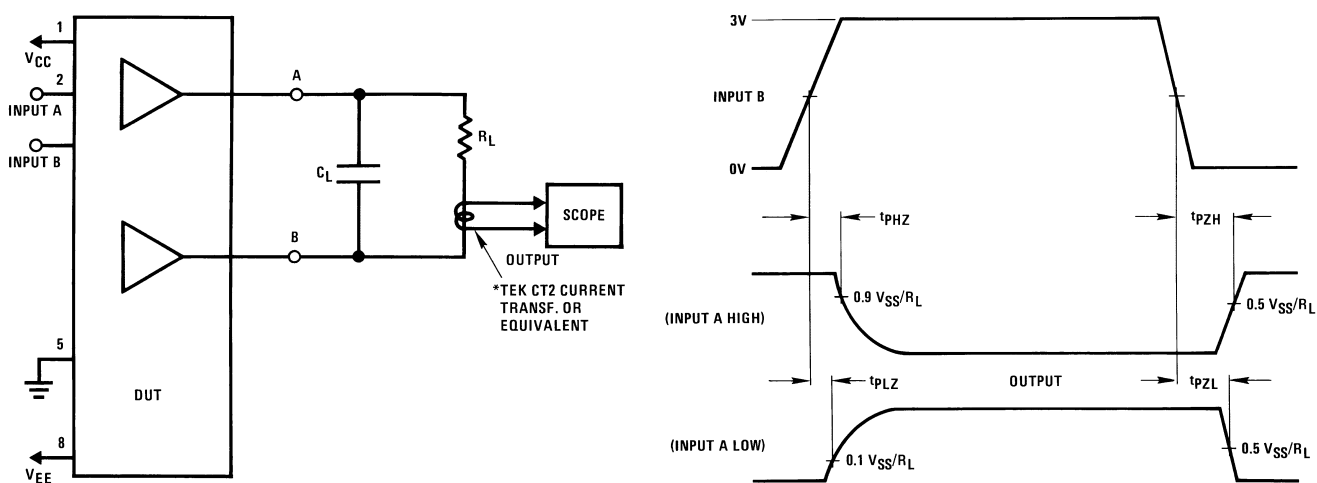 1
VCC
2
INPUT A
INPUT B
5
DUT
8
VEE
A
CL
RL
B
SCOPE
OUTPUT
*TEK CT2 CURRENT
TRANSF. OR
EQUIVALENT
3V
INPUT B
0V
tPHZ
tPZH
0.9 VSS/RL
0.5 VSS/RL
(INPUT A HIGH)
tPLZ
OUTPUT
tPZL
(INPUT A LOW)
0.1 VSS/RL
0.5 VSS/RL